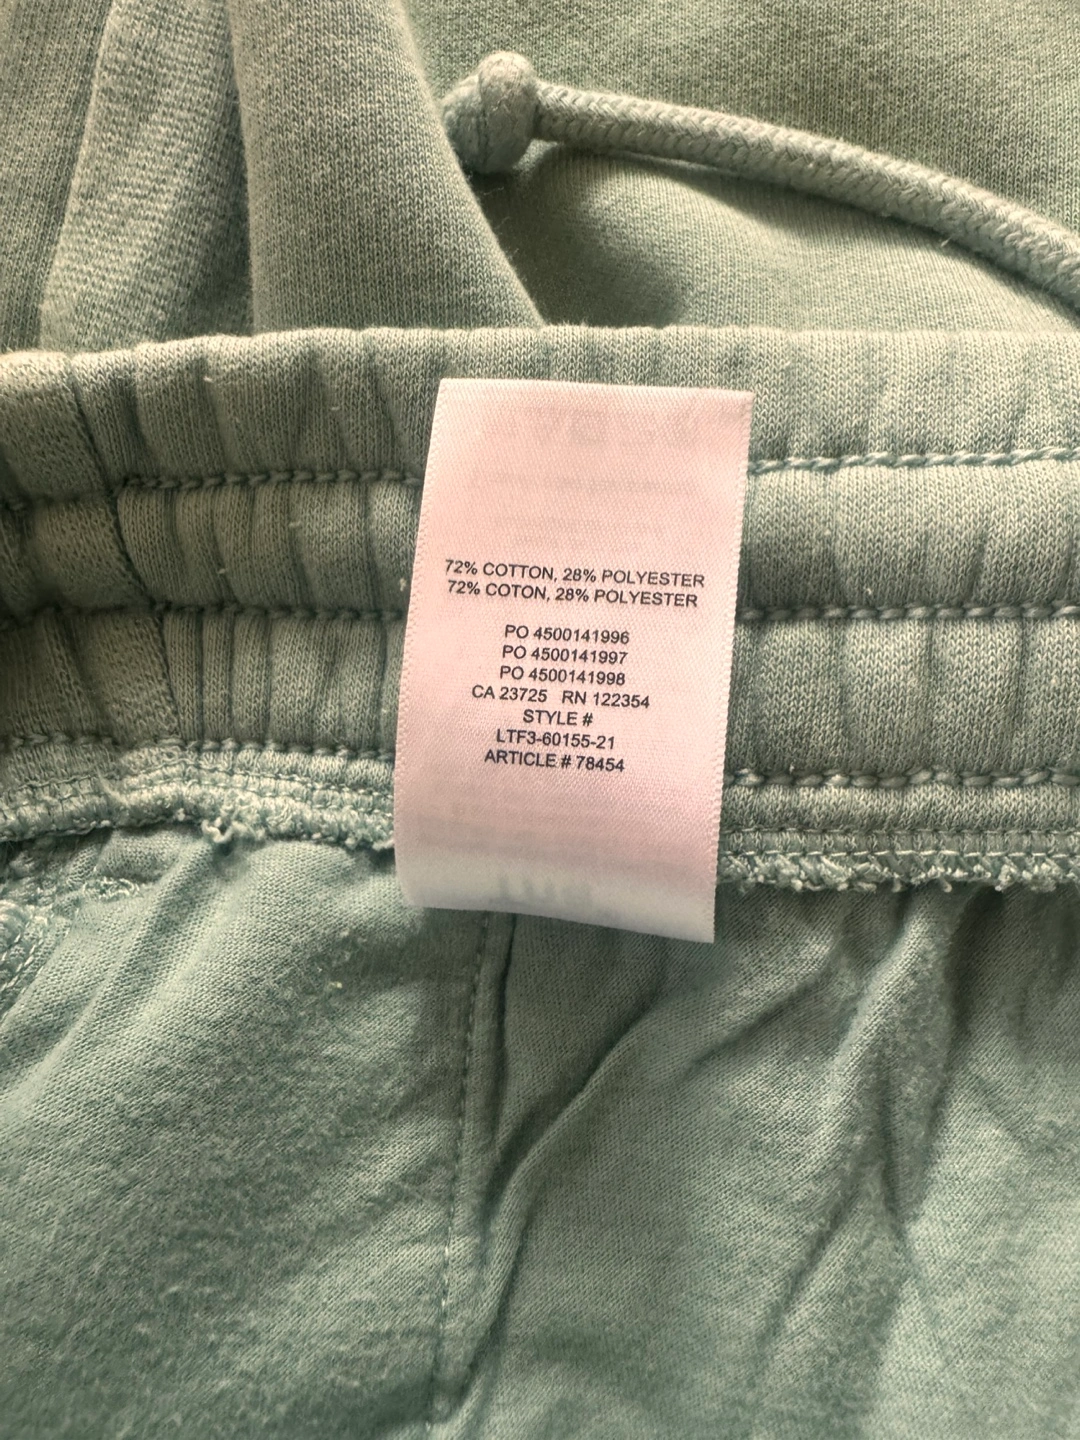 72% COTTON, 28% POLYESTER
72% COTON, 28% POLYESTER
PO 4500141996
PO 4500141997
PO 4500141998
CA 23725 RN 122354
STYLE #
LTF3-60155-21
ARTICLE # 78454